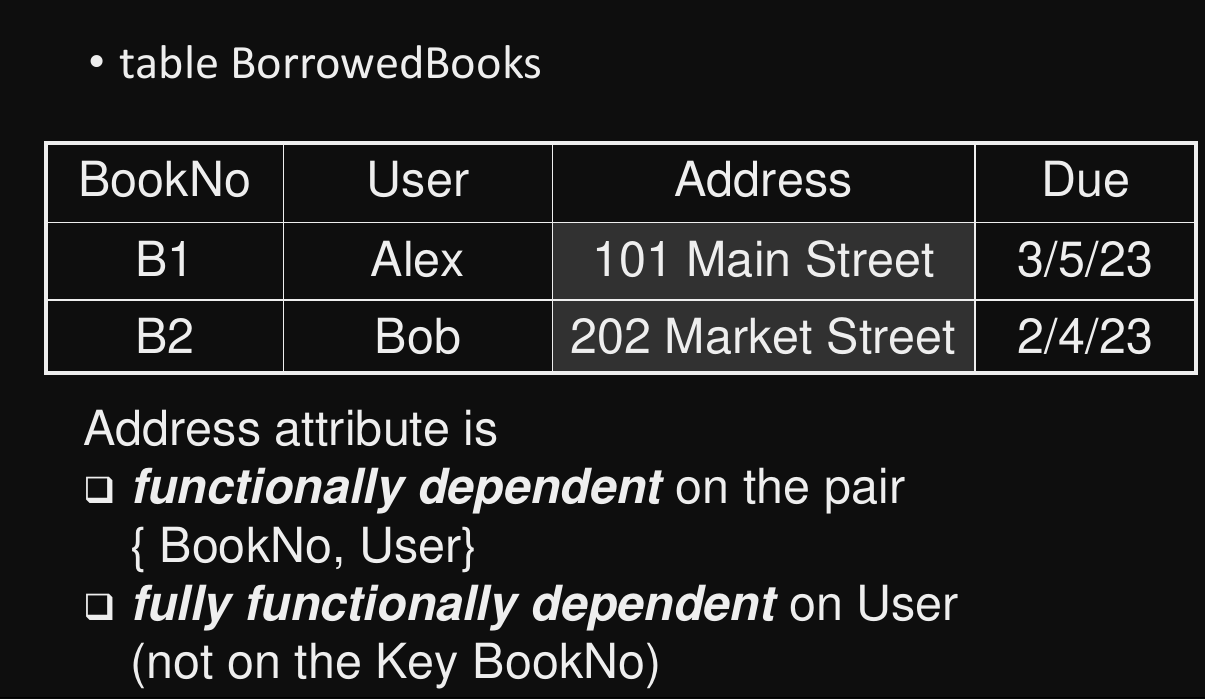 • table BorrowedBooks
BookNo User Address Due
B1 Alex 101 Main Street 3/5/23
B2 Bob 202 Market Street 2/4/23
Address attribute is
❑ functionally dependent on the pair
{ BookNo, User}
❑ fully functionally dependent on User
(not on the Key BookNo)